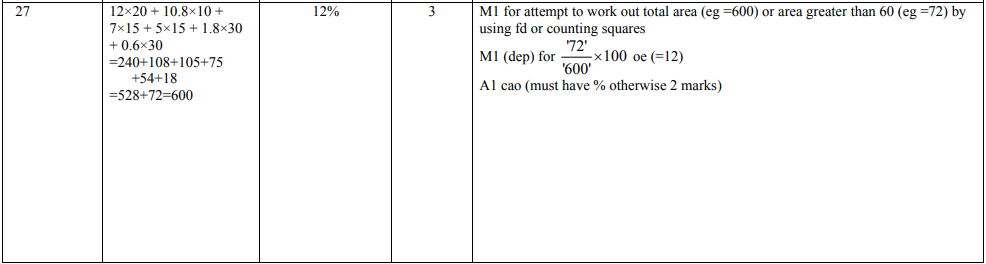 27
12×20 + 10.8×10 +
7×15 + 5×15 + 1.8×30
+ 0.6×30
=240+108+105+75
+54+18
=528+72=600
12%
3
M1 for attempt to work out total area (eg =600) or area greater than 60 (eg =72) by
using fd or counting squares
M1 (dep) for '72'/'600' ×100 oe (=12)
A1 cao (must have % otherwise 2 marks)